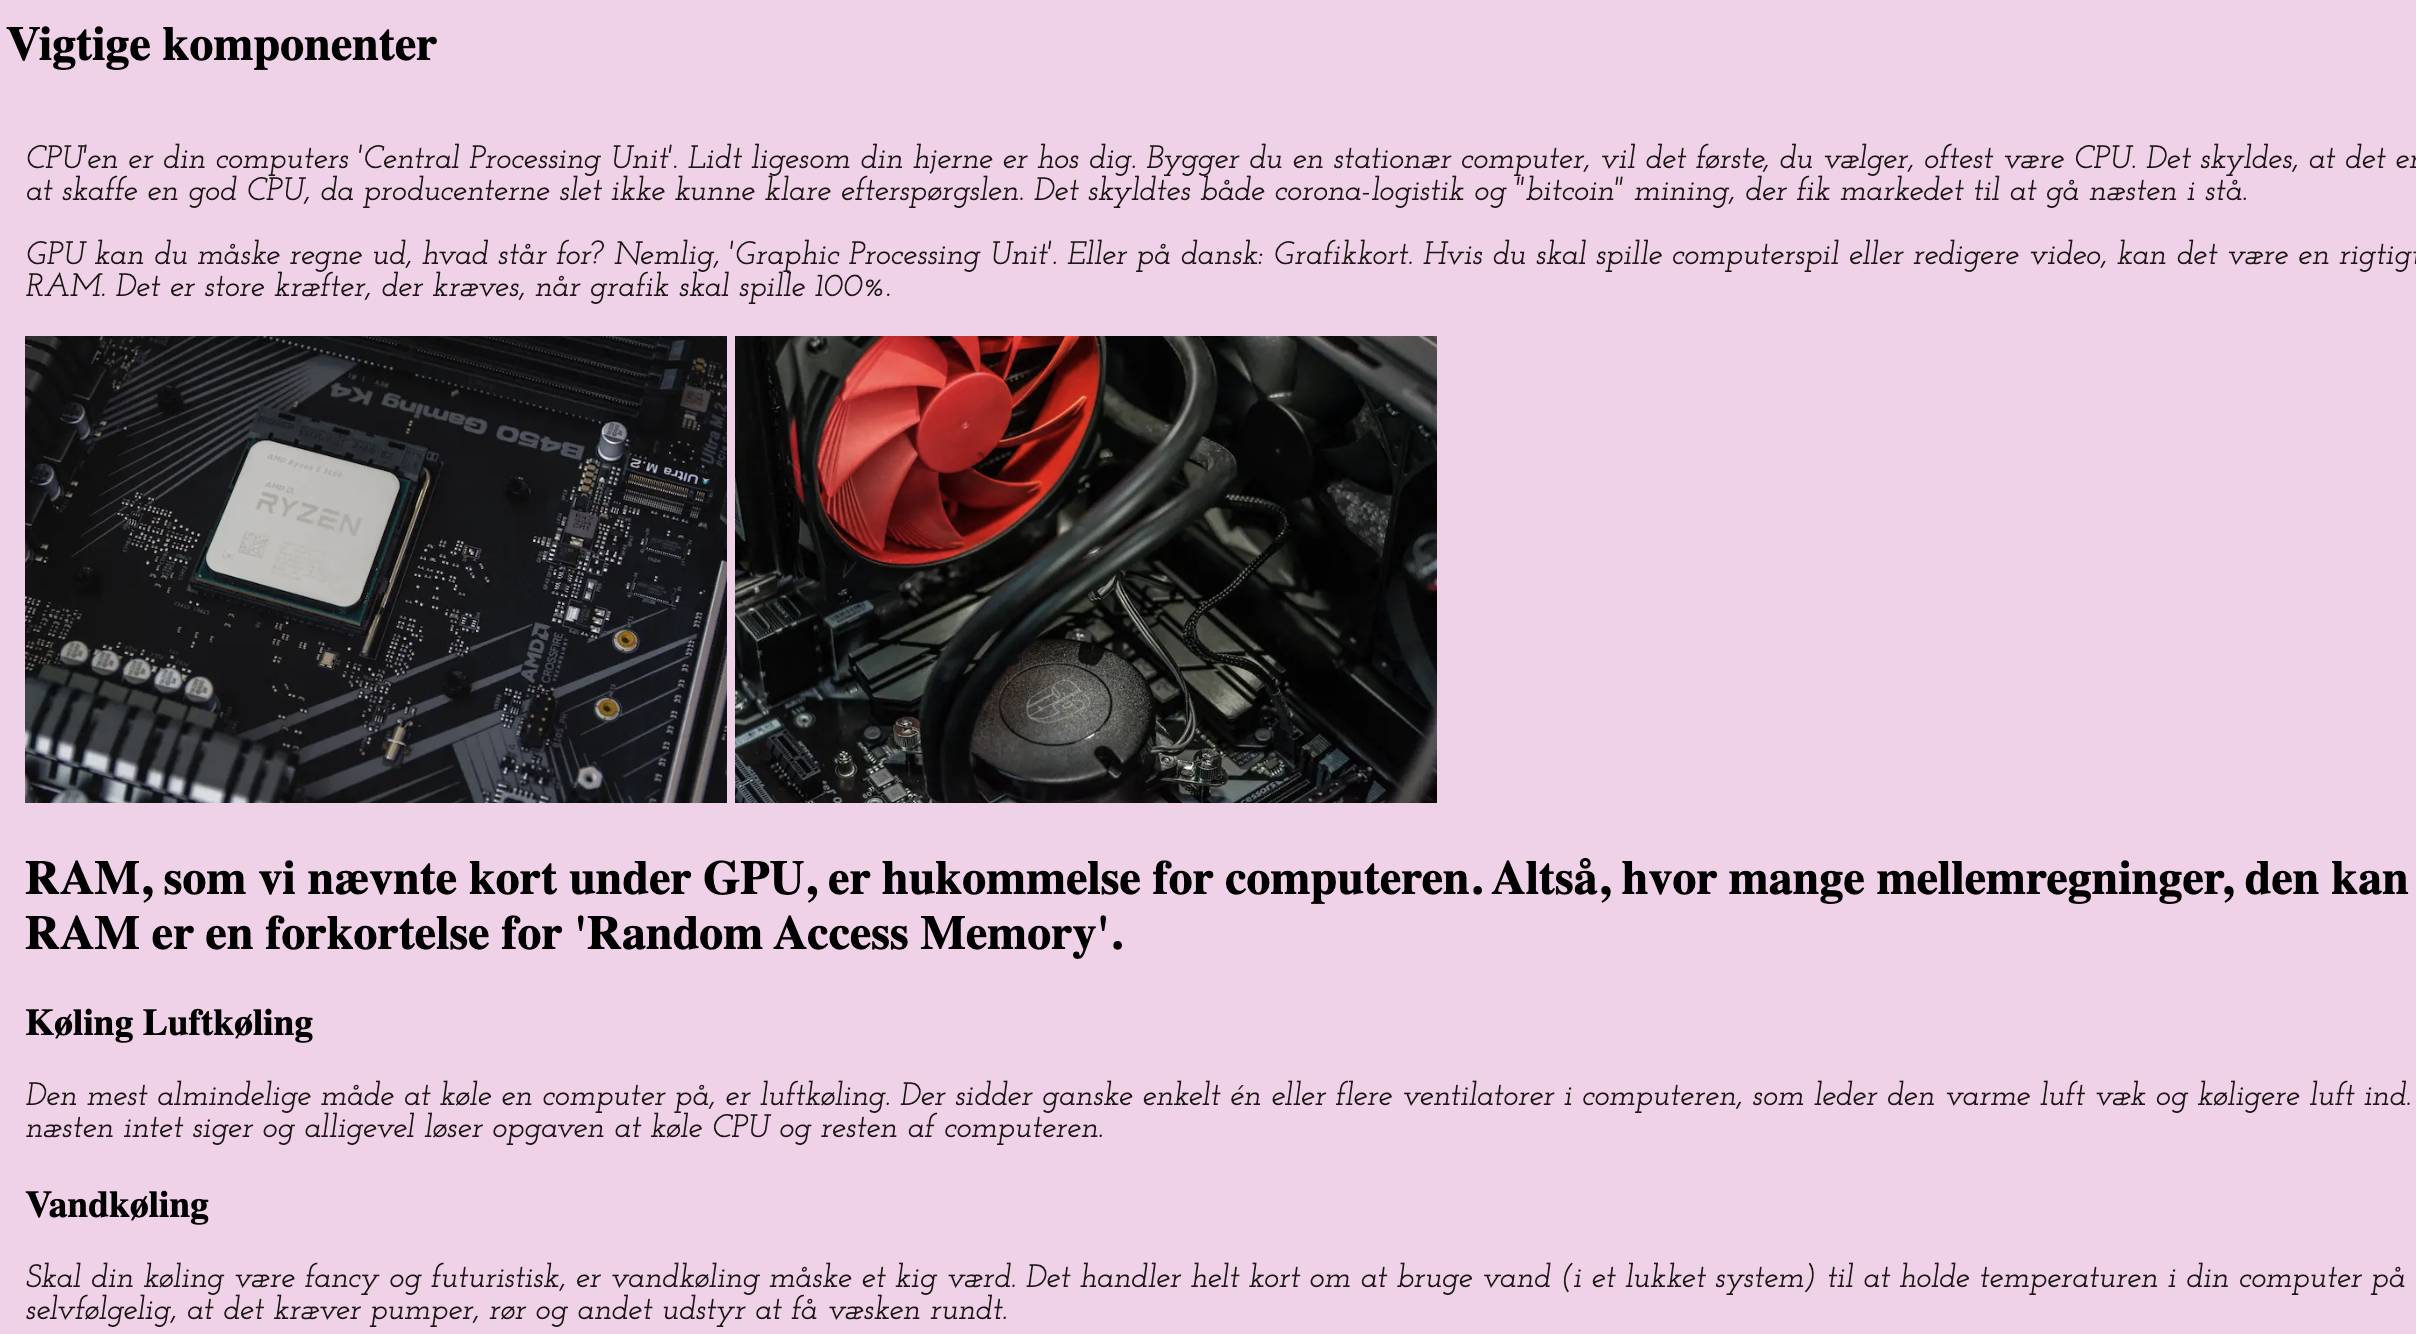 Vigtige komponenter
CPU'en er din computers 'Central Processing Unit'. Lidt ligesom din hjerne er hos dig. Bygger du en stationær computer, vil det første, du vælger, oftest være CPU. Det skyldes, at det er
at skaffe en god CPU, da producenterne slet ikke kunne klare efterspørgslen. Det skyldtes både corona-logistik og "bitcoin" mining, der fik markedet til at gå næsten i stå.
GPU kan du måske regne ud, hvad står for? Nemlig, 'Graphic Processing Unit'. Eller på dansk: Grafikkort. Hvis du skal spille computerspil eller redigere video, kan det være en
RAM. Det er store kræfter, der kræves, når grafik skal spille 100%.
B450 Gaming K4
Ultra M.2
Ultra M.2
AMD Ryzen 5 3600
AMD
RYZEN
AMD
CROSSFIRE
RAM, som vi nævnte kort under GPU, er hukommelse for computeren. Altså, hvor mange mellemregninger, den kan
RAM er en forkortelse for 'Random Access Memory'.
Køling Luftkøling
Den mest almindelige måde at køle en computer på, er luftkøling. Der sidder ganske enkelt én eller flere ventilatorer i computeren, som leder den varme luft væk og køligere luft ind.
næsten intet siger og alligevel løser opgaven at køle CPU og resten af computeren.
Vandkøling
Skal din køling være fancy og futuristisk, er vandkøling måske et kig værd. Det handler helt kort om at bruge vand (i et lukket system) til at holde temperaturen i din computer på
selvfølgelig, at det kræver pumper, rør og andet udstyr at få væsken rundt.